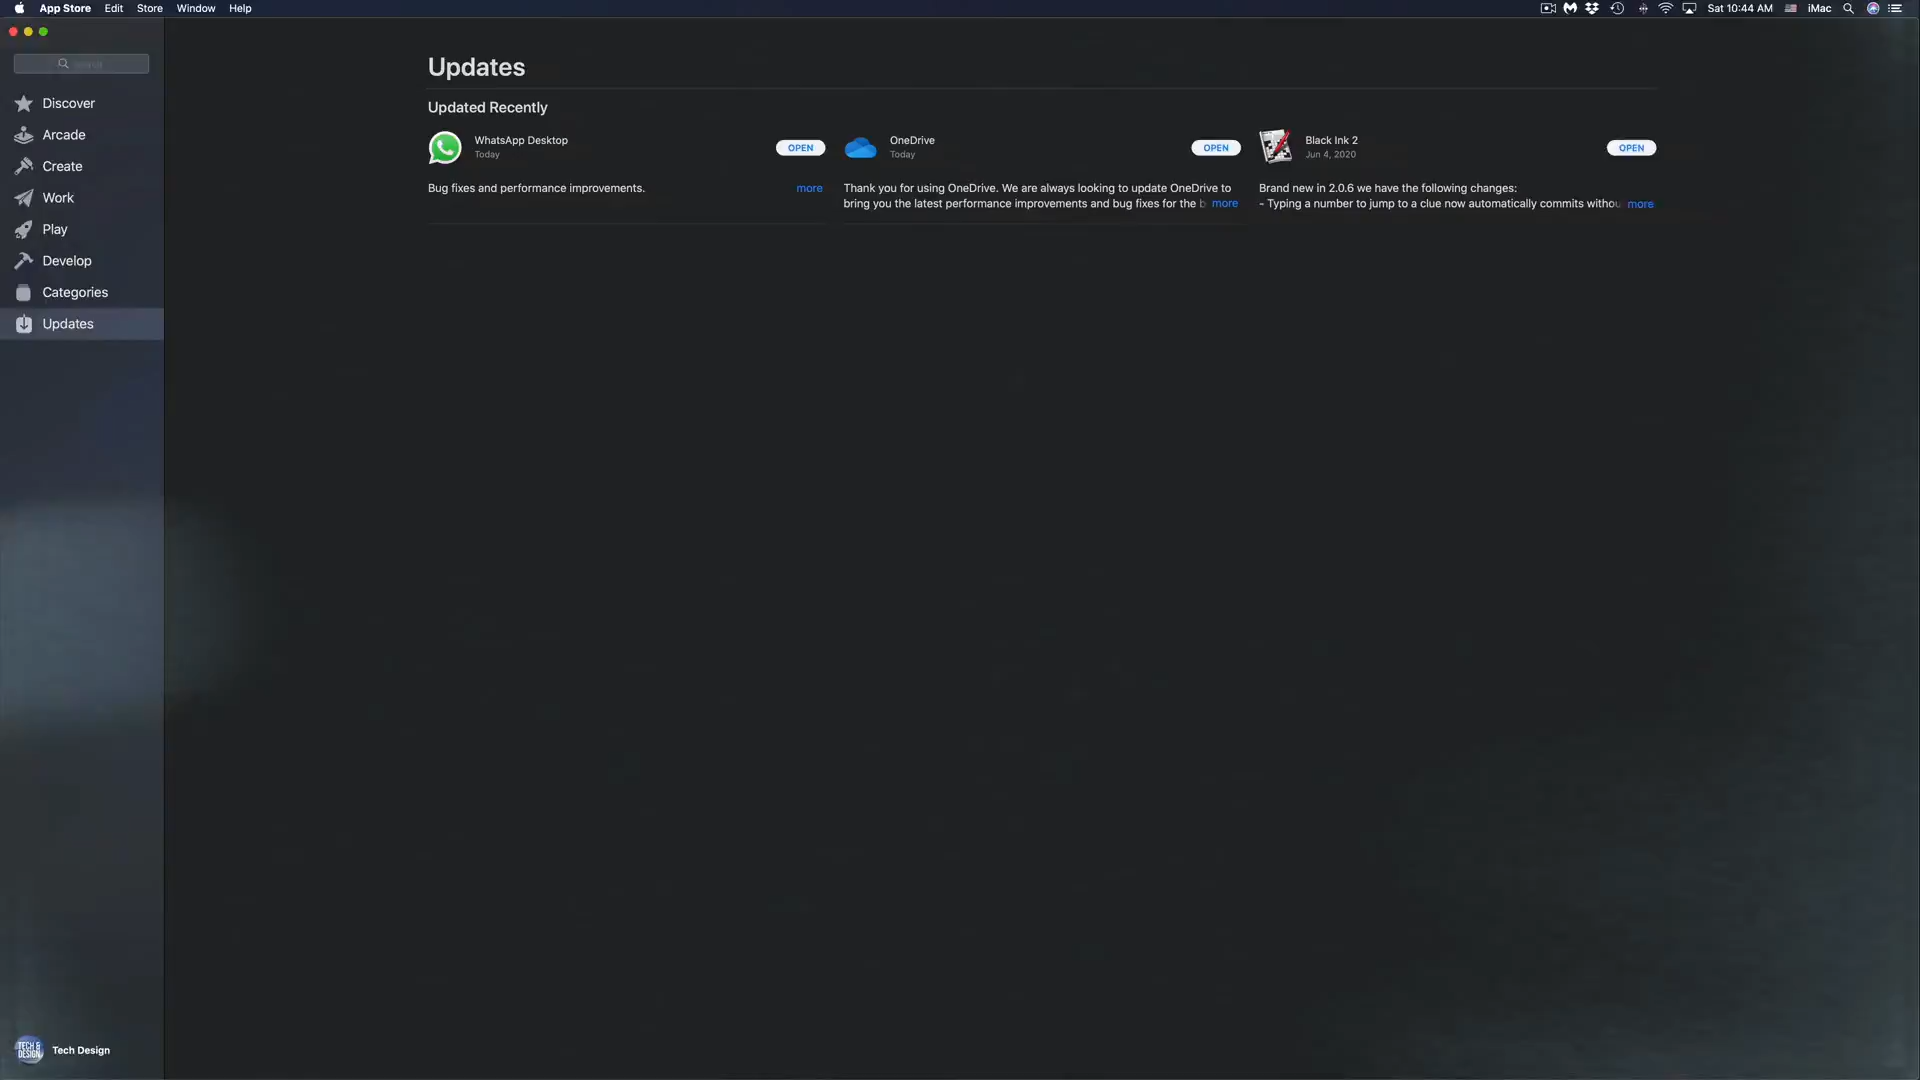 App Store Edit Store Window Help
Sat 10:44 AM iMac
Discover
Arcade
Create
Work
Play
Develop
Categories
Updates
TECH &
DESIGN
Tech Design
Updates
Updated Recently
WhatsApp Desktop
Today
OPEN
Bug fixes and performance improvements. more
OneDrive
Today
OPEN
Thank you for using OneDrive. We are always looking to update OneDrive to
bring you the latest performance improvements and bug fixes for the b more
Black Ink 2
Jun 4, 2020
OPEN
Brand new in 2.0.6 we have the following changes:
- Typing a number to jump to a clue now automatically commits withou more